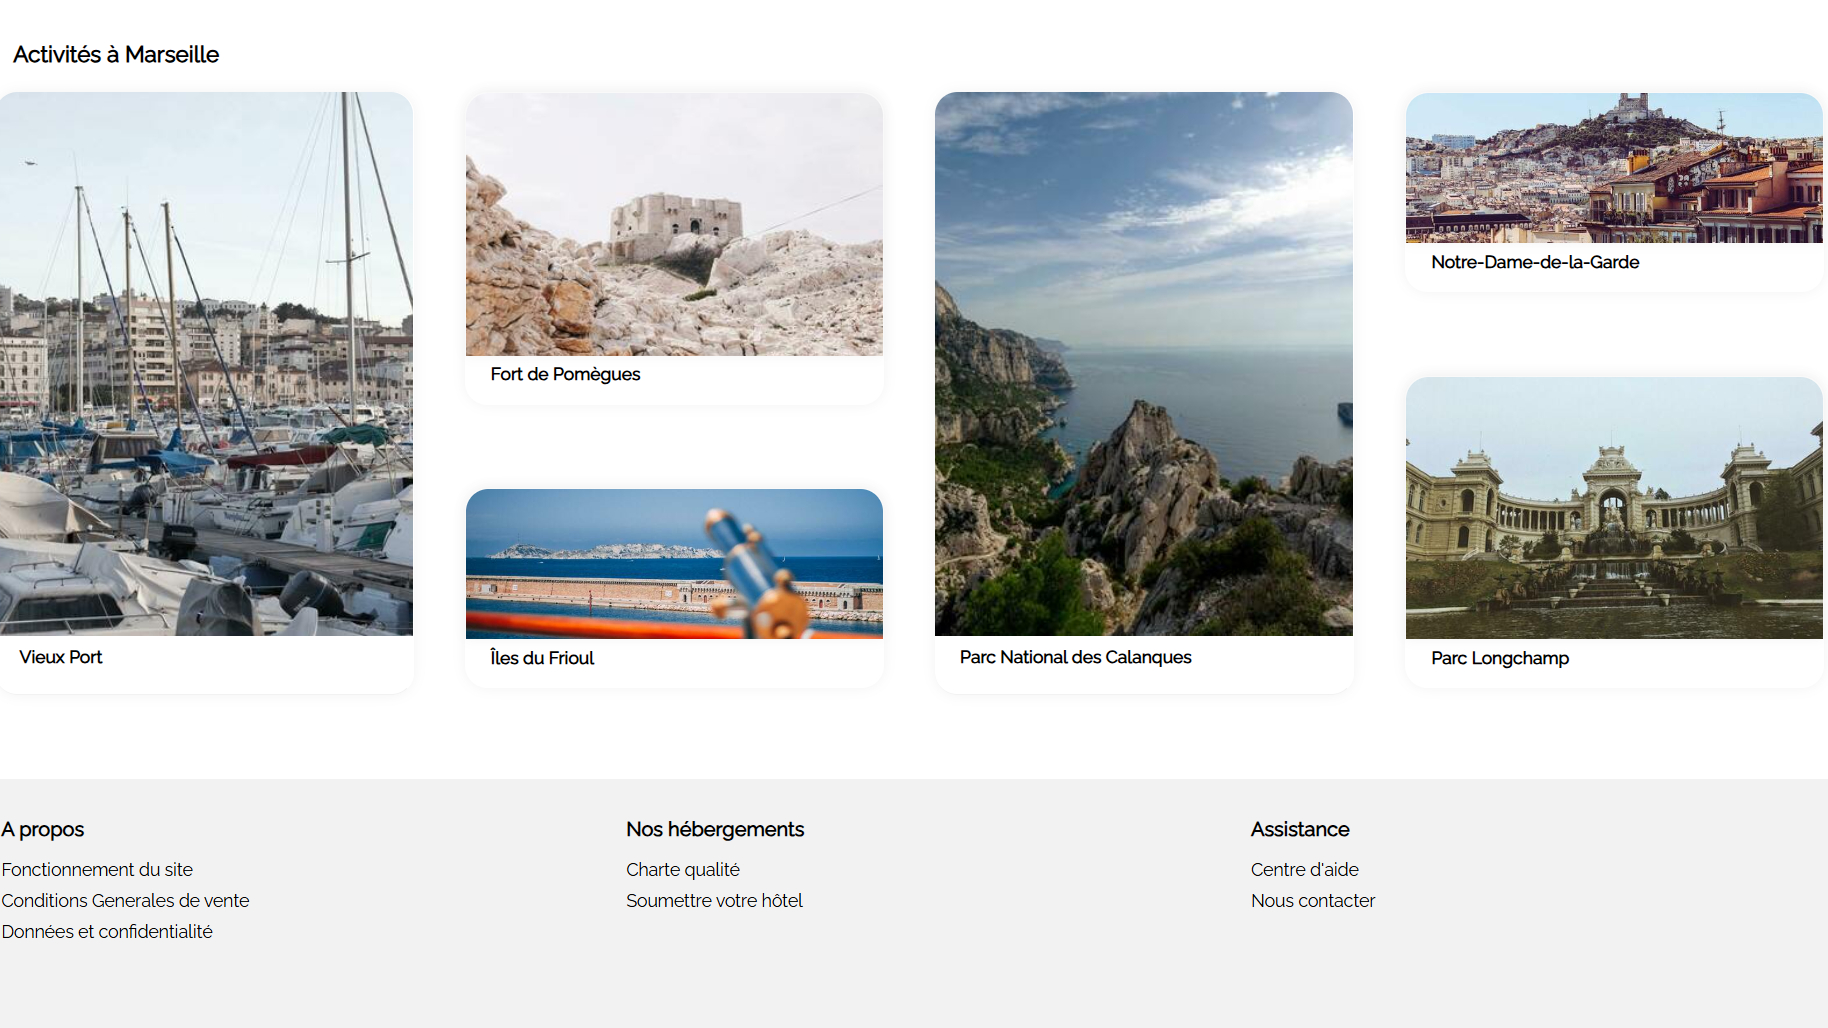 Activités à Marseille
Vieux Port
Fort de Pomègues
Îles du Frioul
Parc National des Calanques
Notre-Dame-de-la-Garde
Parc Longchamp
A propos
Fonctionnement du site
Conditions Generales de vente
Données et confidentialité
Nos hébergements
Charte qualité
Soumettre votre hôtel
Assistance
Centre d'aide
Nous contacter